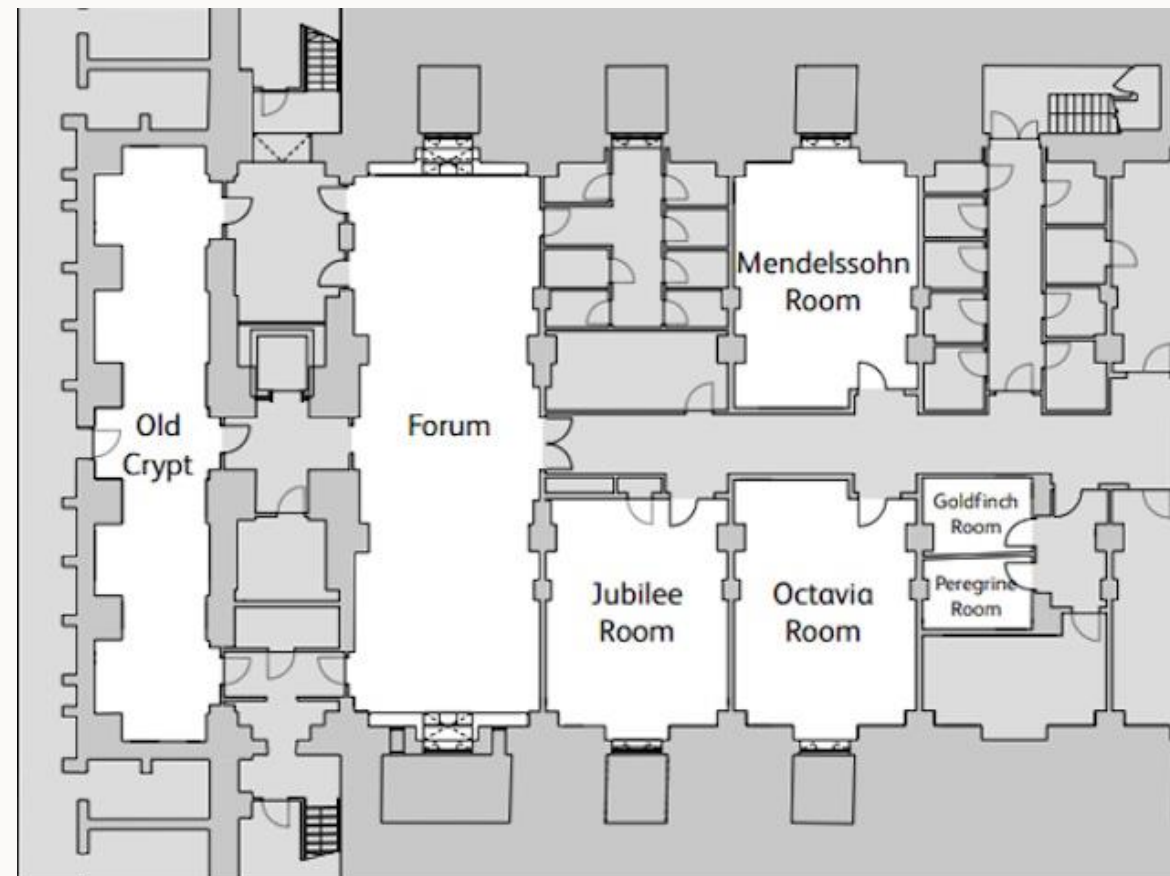 Mendelssohn
Room
Old
Crypt
Forum
Goldfinch
Room
Jubilee
Room
Octavia
Room
Peregrine
Room